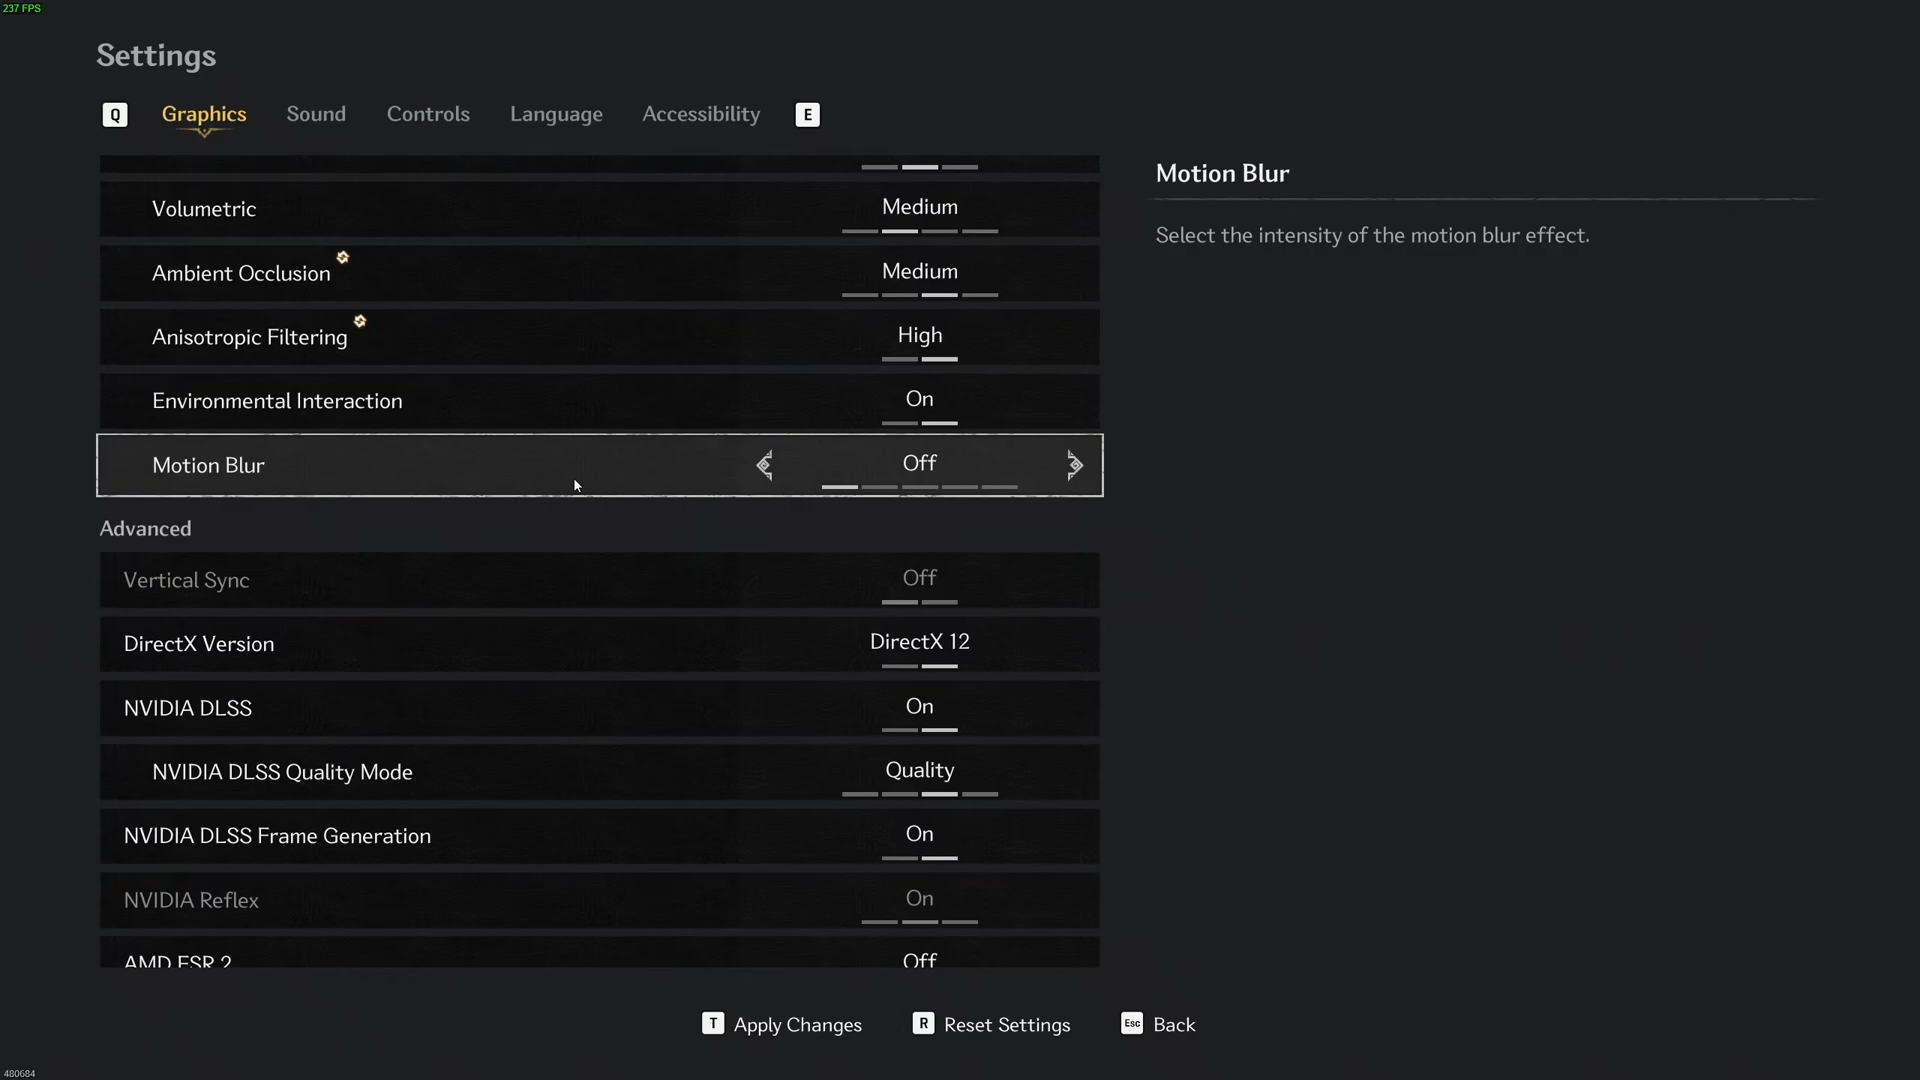 237 FPS
Settings
Q Graphics Sound Controls Language Accessibility E
Volumetric Medium
Ambient Occlusion Medium
Anisotropic Filtering High
Environmental Interaction On
Motion Blur Off
Advanced
Vertical Sync Off
DirectX Version DirectX 12
NVIDIA DLSS On
NVIDIA DLSS Quality Mode Quality
NVIDIA DLSS Frame Generation On
NVIDIA Reflex On
AMD FSR 2 Off
Motion Blur
Select the intensity of the motion blur effect.
T Apply Changes R Reset Settings Esc Back
480684